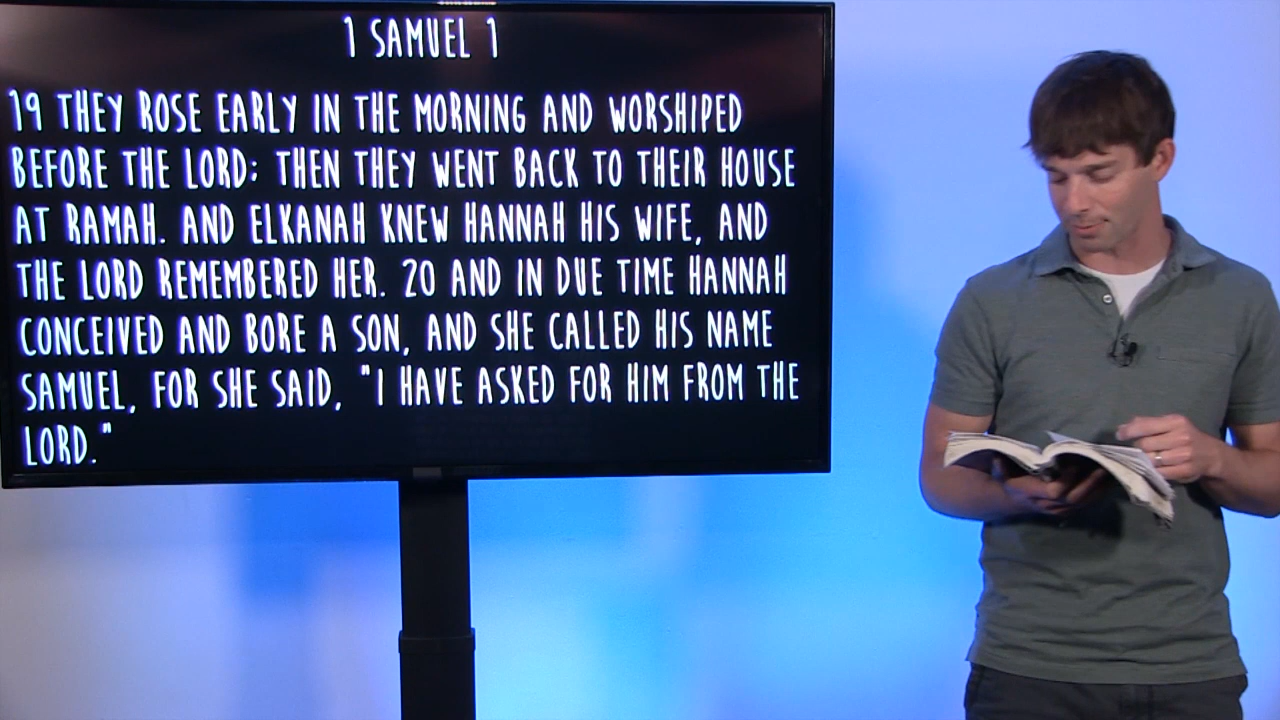 1 SAMUEL 1
19 THEY ROSE EARLY IN THE MORNING AND WORSHIPED
BEFORE THE LORD; THEN THEY WENT BACK TO THEIR HOUSE
AT RAMAH. AND ELKANAH KNEW HANNAH HIS WIFE, AND
THE LORD REMEMBERED HER. 20 AND IN DUE TIME HANNAH
CONCEIVED AND BORE A SON, AND SHE CALLED HIS NAME
SAMUEL, FOR SHE SAID, "I HAVE ASKED FOR HIM FROM THE
LORD."